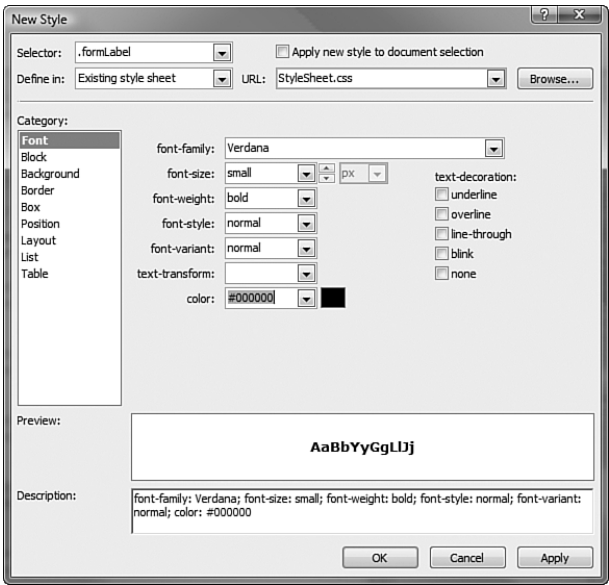 New Style
Selector: .formLabel Apply new style to document selection
Define in: Existing style sheet URL: StyleSheet.css Browse...
Category:
Font
Block
Background
Border
Box
Position
Layout
List
Table
font-family: Verdana
font-size: small px
font-weight: bold
font-style: normal
font-variant: normal
text-transform:
color: #000000
text-decoration:
underline
overline
line-through
blink
none
Preview:
AaBbYyGgLlJj
Description:
font-family: Verdana; font-size: small; font-weight: bold; font-style: normal; font-variant:
normal; color: #000000
OK Cancel Apply